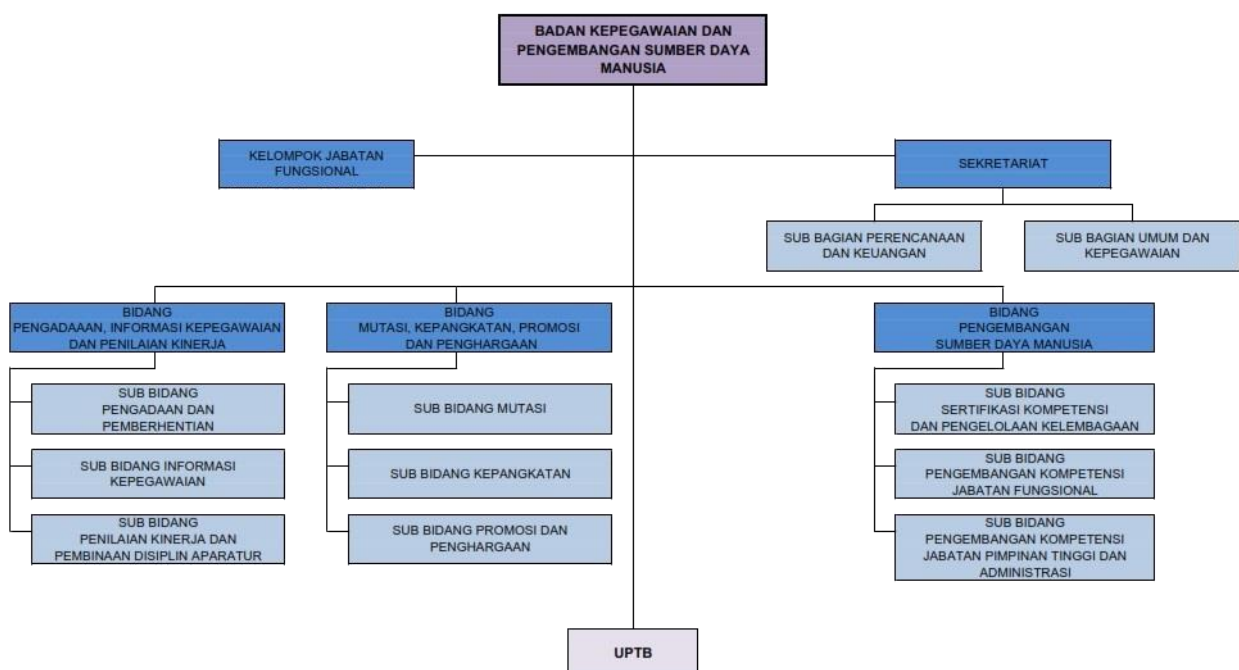 BADAN KEPEGAWAIAN DAN
PENGEMBANGAN SUMBER DAYA
MANUSIA
KELOMPOK JABATAN
FUNGSIONAL
SEKRETARIAT
SUB BAGIAN PERENCANAAN
DAN KEUANGAN
SUB BAGIAN UMUM DAN
KEPEGAWAIAN
BIDANG
PENGADAAAN, INFORMASI KEPEGAWAIAN
DAN PENILAIAN KINERJA
BIDANG
MUTASI, KEPANGKATAN, PROMOSI
DAN PENGHARGAAN
BIDANG
PENGEMBANGAN
SUMBER DAYA MANUSIA
SUB BIDANG
PENGADAAN DAN
PEMBERHENTIAN
SUB BIDANG INFORMASI
KEPEGAWAIAN
SUB BIDANG
PENILAIAN KINERJA DAN
PEMBINAAN DISIPLIN APARATUR
SUB BIDANG MUTASI
SUB BIDANG KEPANGKATAN
SUB BIDANG PROMOSI DAN
PENGHARGAAN
SUB BIDANG
SERTIFIKASI KOMPETENSI
DAN PENGELOLAAN KELEMBAGAAN
SUB BIDANG
PENGEMBANGAN KOMPETENSI
JABATAN FUNGSIONAL
SUB BIDANG
PENGEMBANGAN KOMPETENSI
JABATAN PIMPINAN TINGGI DAN
ADMINISTRASI
UPTB